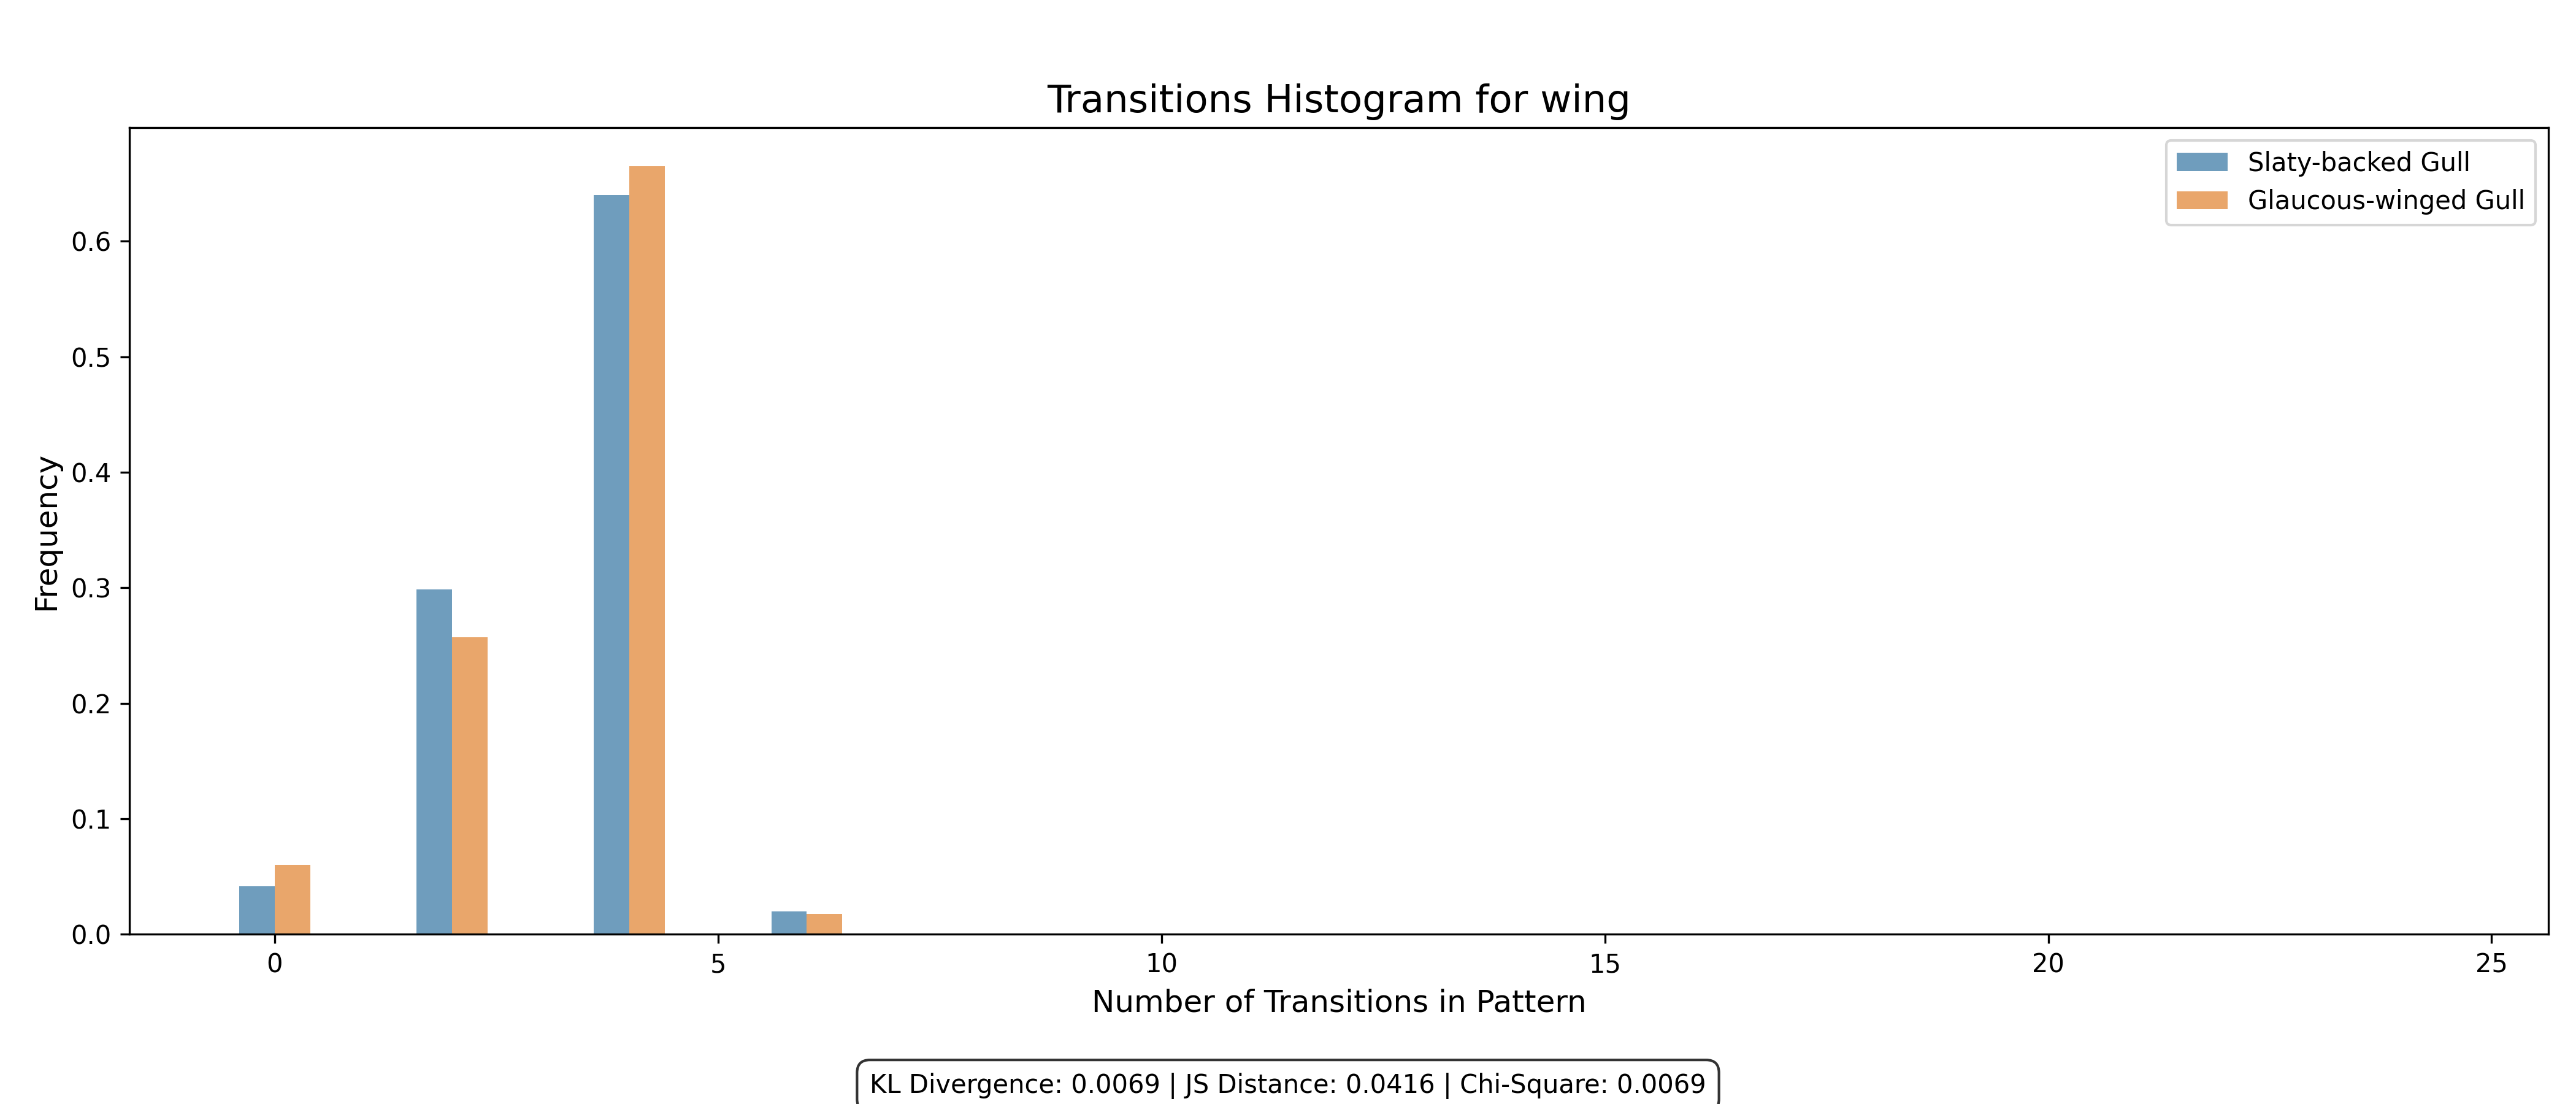 Transitions Histogram for wing
Slaty-backed Gull
Glaucous-winged Gull
Frequency
0.6
0.5
0.4
0.3
0.2
0.1
0.0
0 5 10 15 20 25
Number of Transitions in Pattern
KL Divergence: 0.0069 | JS Distance: 0.0416 | Chi-Square: 0.0069